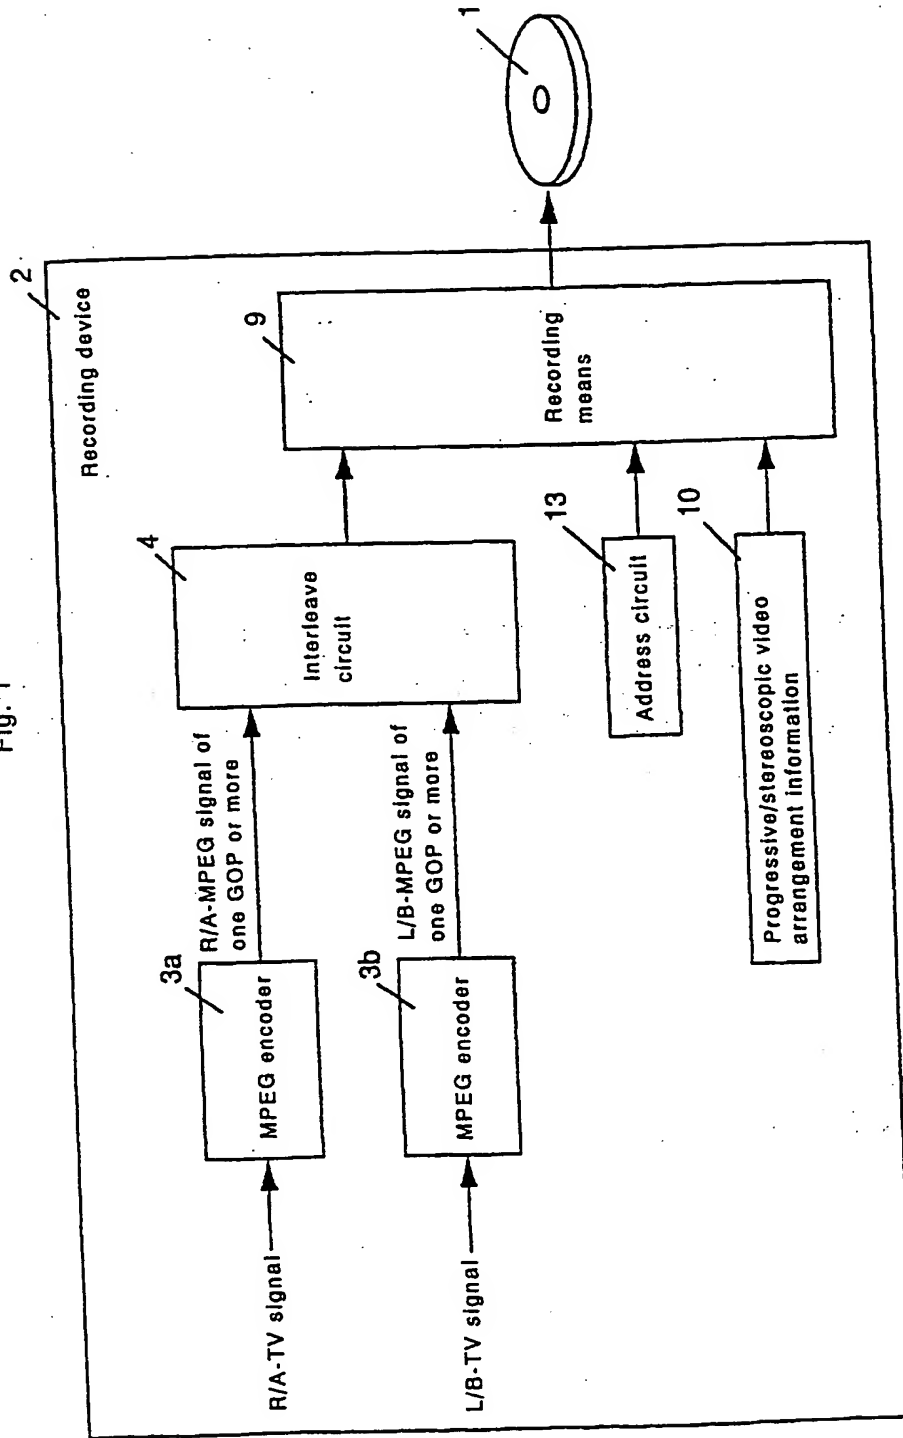 Fig. 1
2
Recording device
1
9
Recording
means
4
Interleave
circuit
13
Address circuit
10
Progressive/stereoscopic video
arrangement information
R/A-MPEG signal of
one GOP or more
L/B-MPEG signal of
one GOP or more
3a
MPEG encoder
3b
MPEG encoder
R/A-TV signal
L/B-TV signal